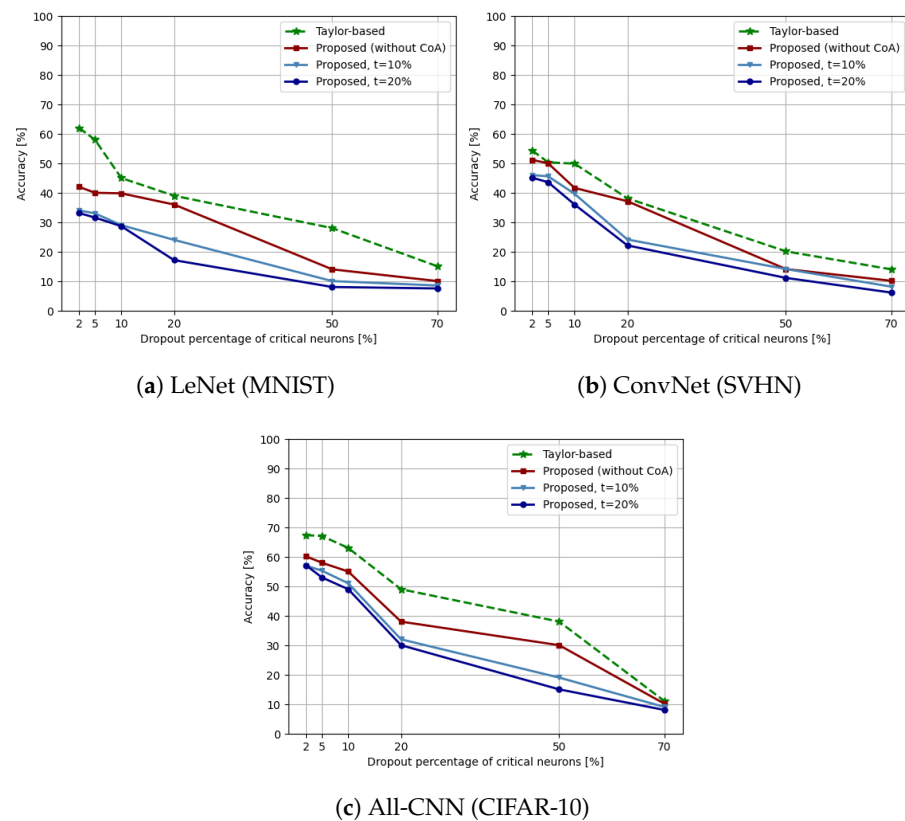 100
90
80
70
60
50
40
30
20
10
0
Accuracy [%]
2 5 10 20 50 70
Dropout percentage of critical neurons [%]
Taylor-based
Proposed (without CoA)
Proposed, t=10%
Proposed, t=20%
(a) LeNet (MNIST)
100
90
80
70
60
50
40
30
20
10
0
Accuracy [%]
2 5 10 20 50 70
Dropout percentage of critical neurons [%]
Taylor-based
Proposed (without CoA)
Proposed, t=10%
Proposed, t=20%
(b) ConvNet (SVHN)
100
90
80
70
60
50
40
30
20
10
0
Accuracy [%]
2 5 10 20 50 70
Dropout percentage of critical neurons [%]
Taylor-based
Proposed (without CoA)
Proposed, t=10%
Proposed, t=20%
(c) All-CNN (CIFAR-10)